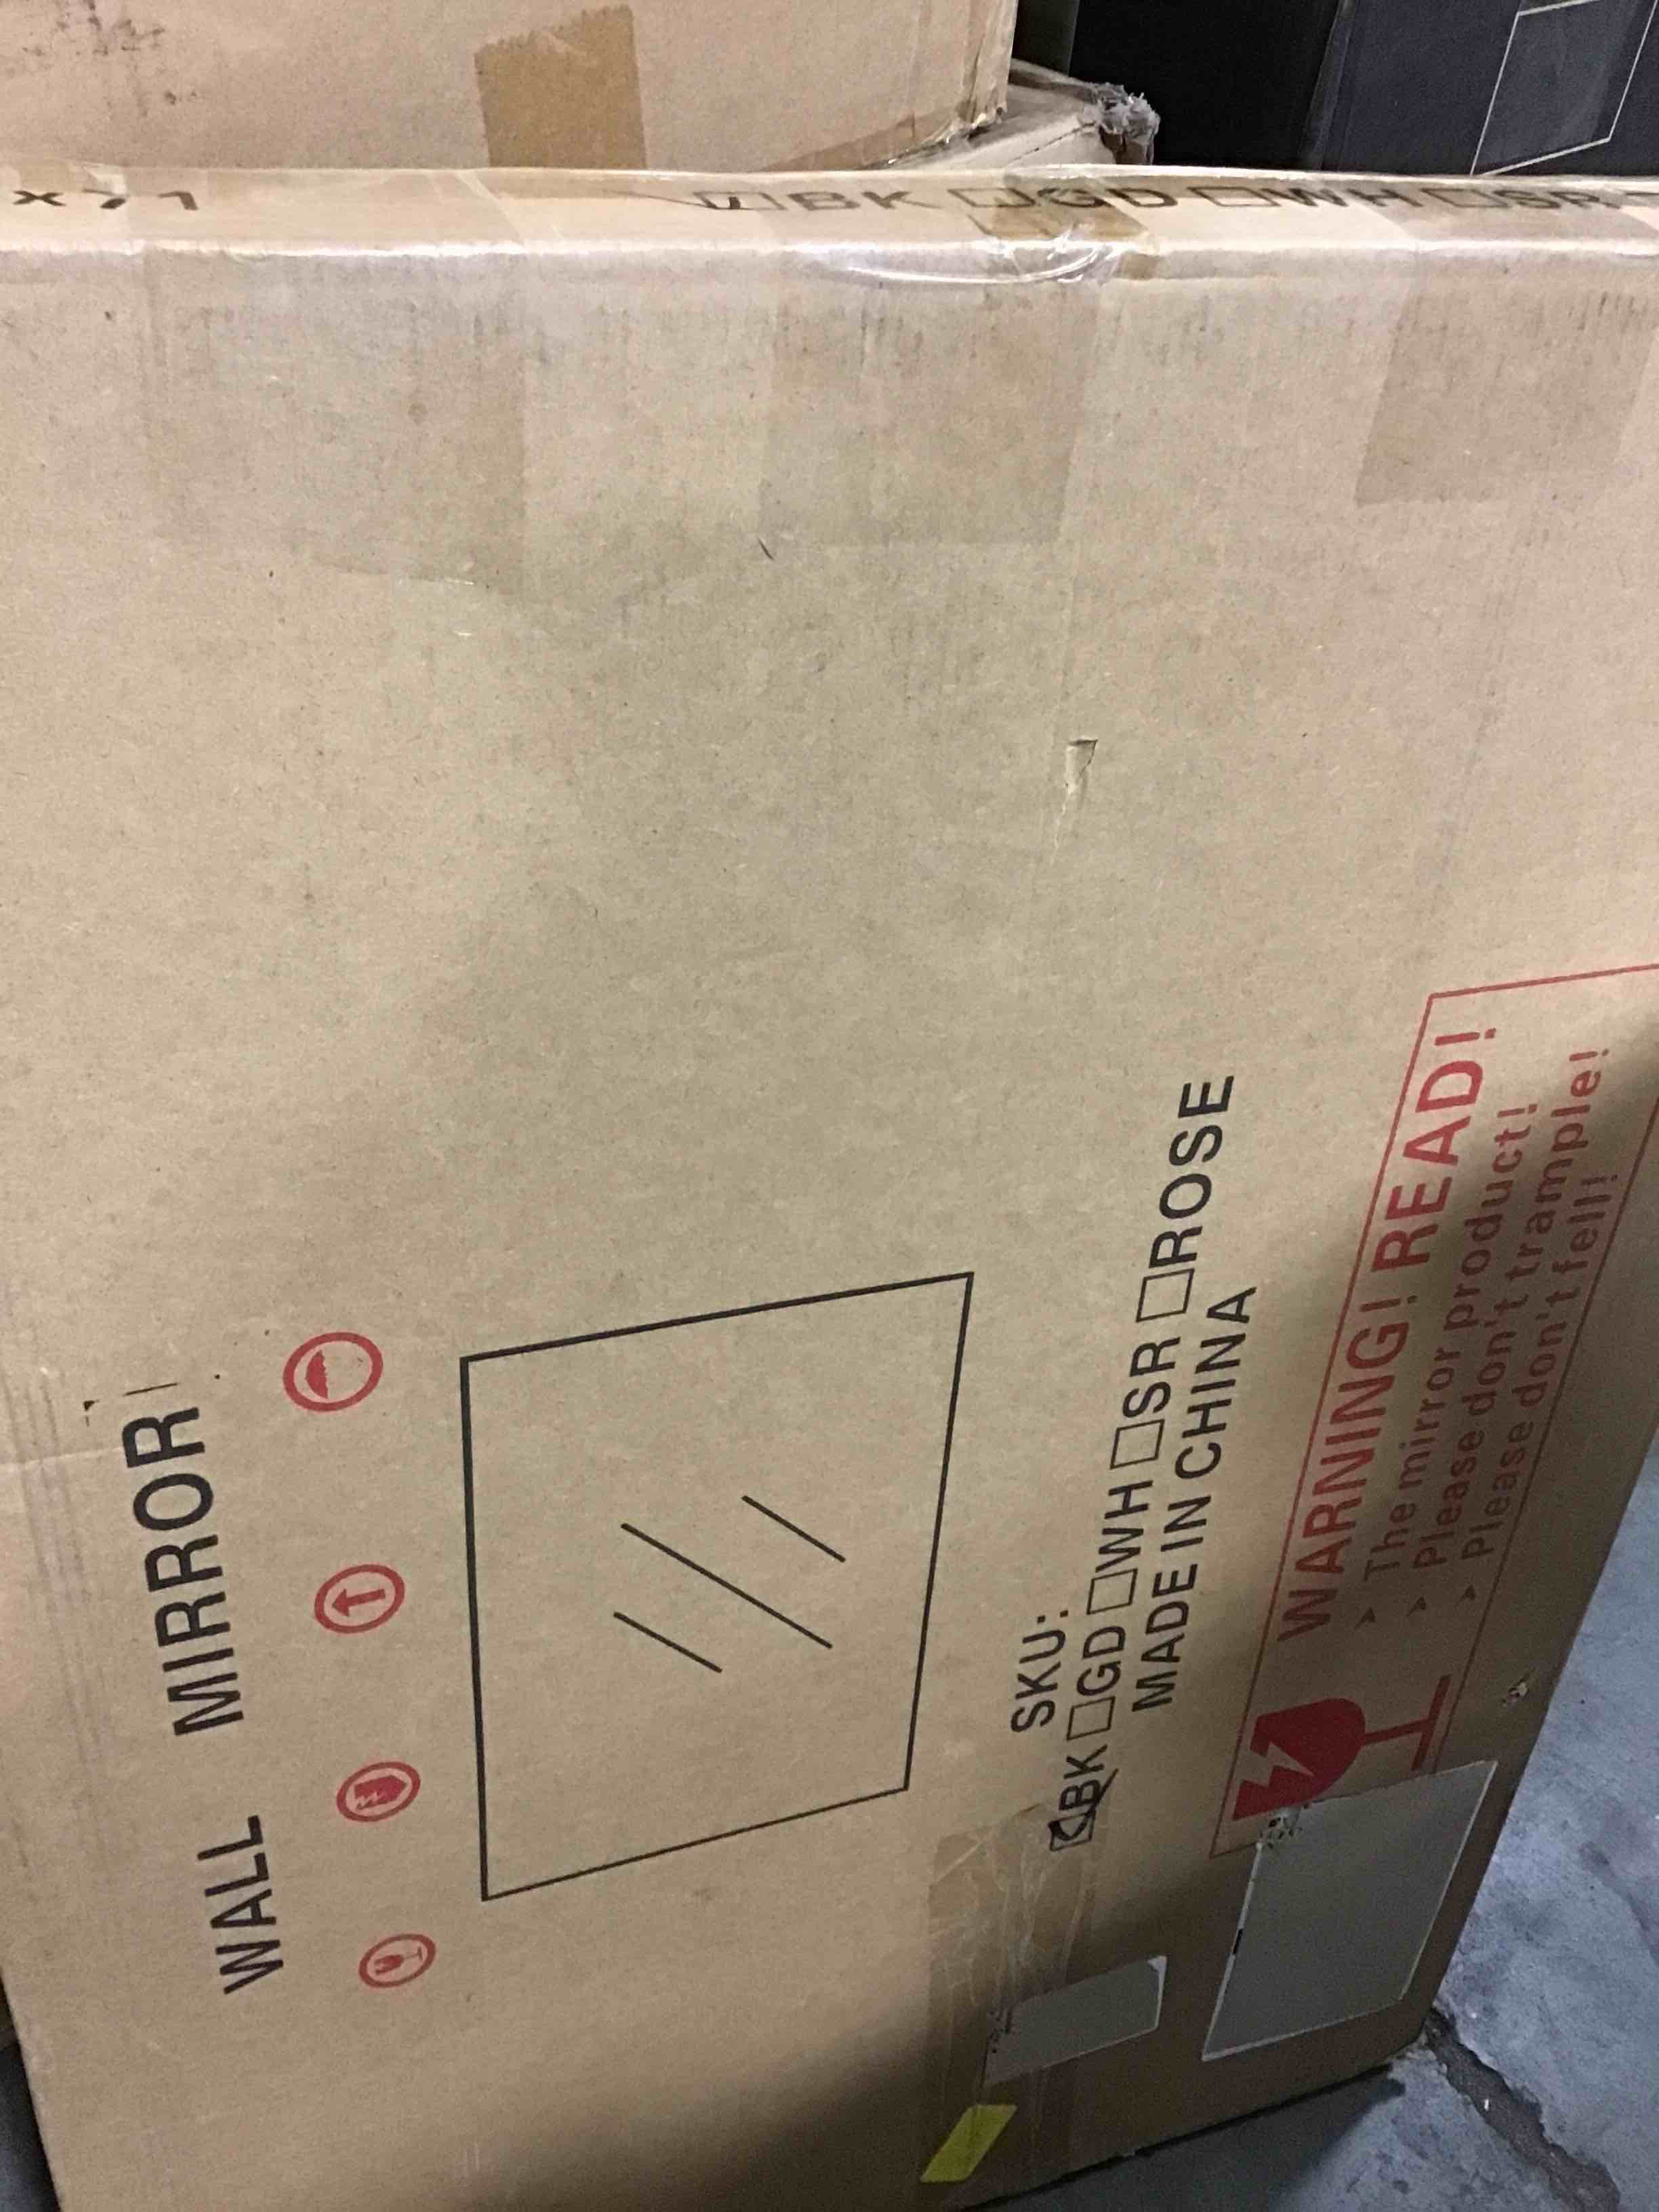 x71
☑BK ☐GD ☐WH ☐SR
WALL MIRROR
SKU:
☑BK ☐GD ☐WH ☐SR ☐ROSE
MADE IN CHINA
WARNING! READ!
> The mirror product!
> Please don't trample!
> Please don't fell!